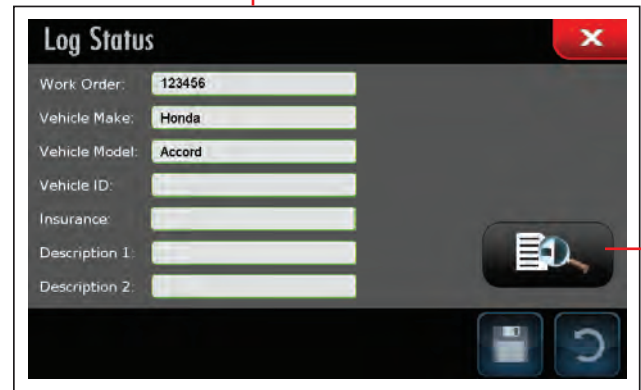 Log Status
X
Work Order: 123456
Vehicle Make: Honda
Vehicle Model: Accord
Vehicle ID:
Insurance:
Description 1:
Description 2: